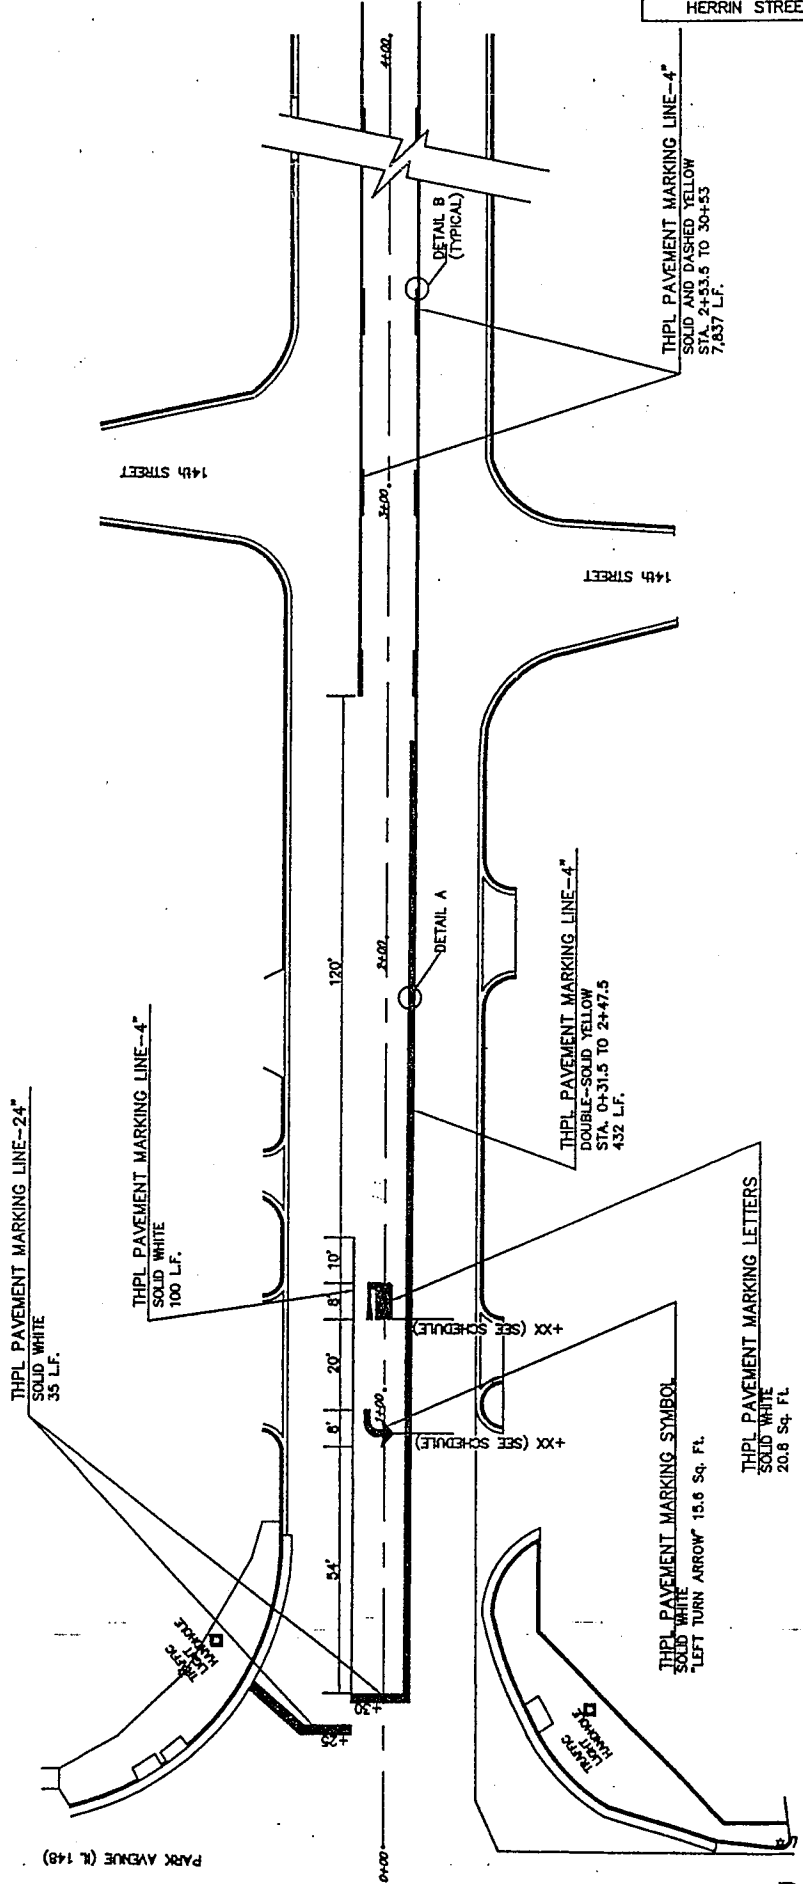 HERRIN STREE
THPL PAVEMENT MARKING LINE-4"
SOLID AND DASHED YELLOW
STA. 2+53.5 TO 30+53
7,837 L.F.
4+00
DETAIL B
(TYPICAL)
14th STREET
3+00
14th STREET
120'
2+00
DETAIL A
THPL PAVEMENT MARKING LINE-4"
DOUBLE-SOLID YELLOW
STA. 0+31.5 TO 2+47.5
432 L.F.
THPL PAVEMENT MARKING LINE-4"
SOLID WHITE
100 L.F.
THPL PAVEMENT MARKING LINE-24"
SOLID WHITE
35 L.F.
10'
8'
20'
54'
1+00
+XX (SEE SCHEDULE)
+XX (SEE SCHEDULE)
THPL PAVEMENT MARKING LETTERS
SOLID WHITE
20.8 Sq. Ft.
THPL PAVEMENT MARKING SYMBOL
SOLID WHITE
"LEFT TURN ARROW" 15.6 Sq. Ft.
TRAFFIC
LIGHT
HANDHOLE
TRAFFIC
LIGHT
HANDHOLE
+30
+25
0+00
PARK AVENUE (IL 148)